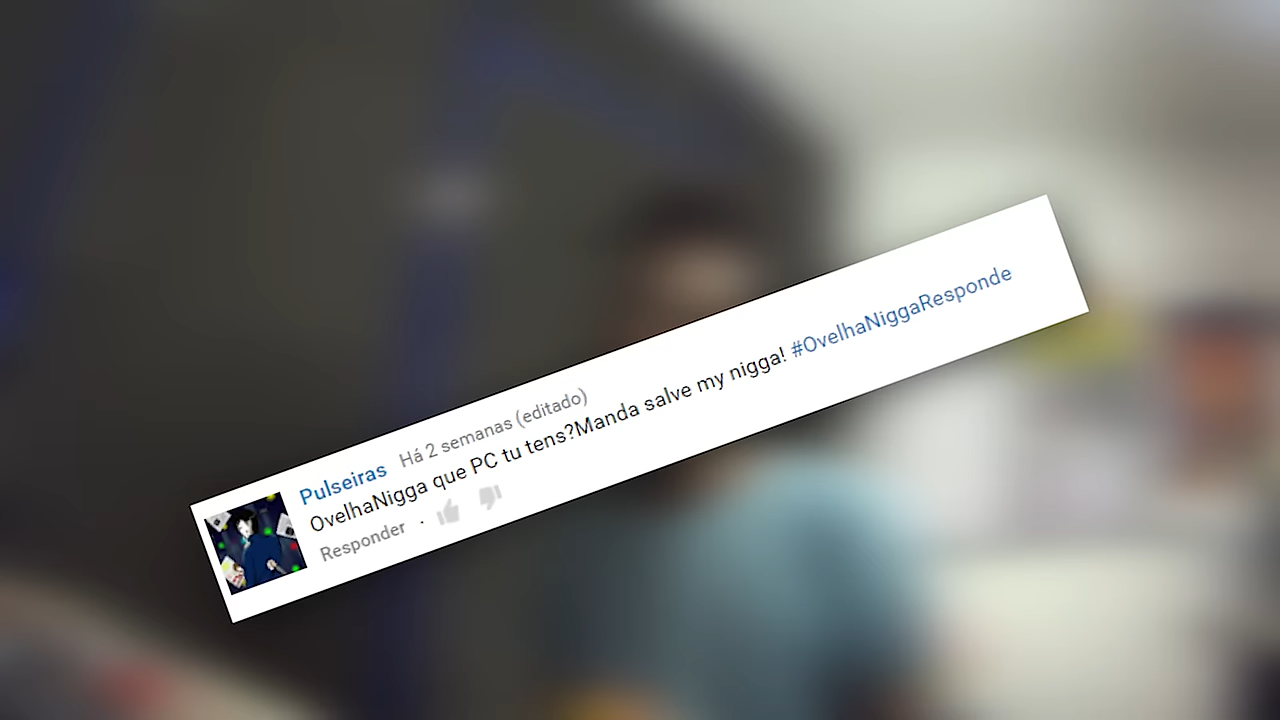 Pulseiras Há 2 semanas (editado)
OvelhaNigga que PC tu tens?Manda salve my nigga! #OvelhaNiggaResponde
Responder ·